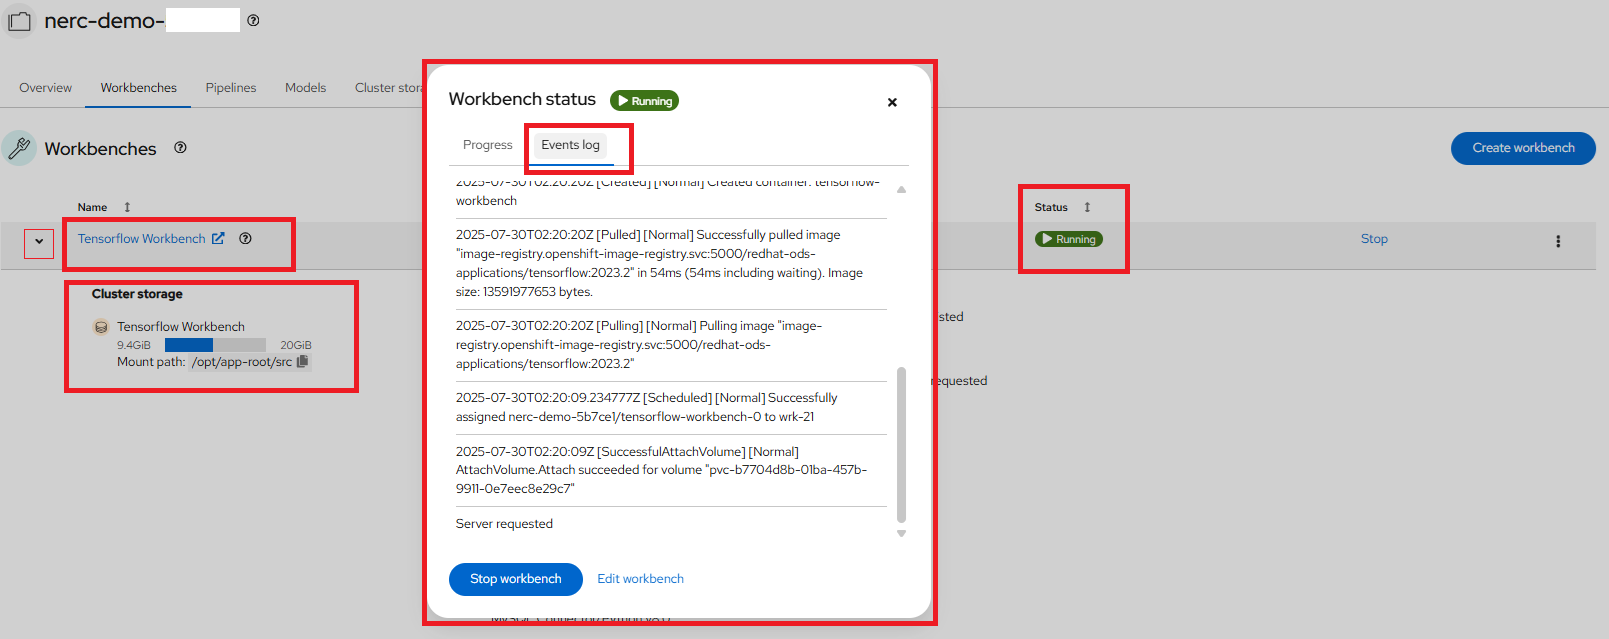 nerc-demo-
Overview Workbenches Pipelines Models Cluster stora
Workbenches
Create workbench
Name
Status
Tensorflow Workbench
Running
Stop
Cluster storage
Tensorflow Workbench
9.4GiB 20GiB
Mount path: /opt/app-root/src
sted
equested
Workbench status Running
Progress Events log
2025-07-30T02:20:20Z [Created] [Normal] Created container: tensorflow-
workbench
2025-07-30T02:20:20Z [Pulled] [Normal] Successfully pulled image
"image-registry.openshift-image-registry.svc:5000/redhat-ods-
applications/tensorflow:2023.2" in 54ms (54ms including waiting). Image
size: 13591977653 bytes.
2025-07-30T02:20:20Z [Pulling] [Normal] Pulling image "image-
registry.openshift-image-registry.svc:5000/redhat-ods-
applications/tensorflow:2023.2"
2025-07-30T02:20:09.234777Z [Scheduled] [Normal] Successfully
assigned nerc-demo-5b7ce1/tensorflow-workbench-0 to wrk-21
2025-07-30T02:20:09Z [SuccessfulAttachVolume] [Normal]
AttachVolume.Attach succeeded for volume "pvc-b7704d8b-01ba-457b-
9911-0e7eec8e29c7"
Server requested
Stop workbench Edit workbench